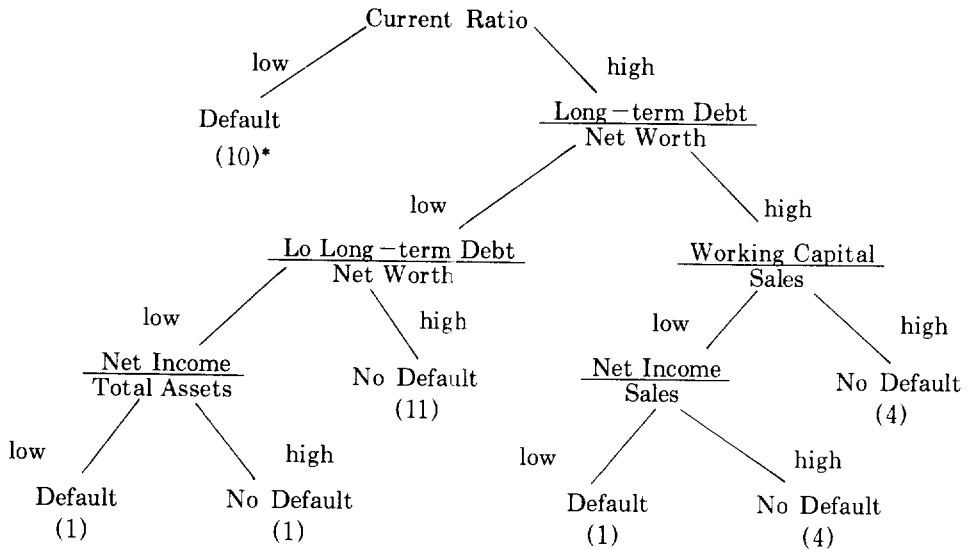 Current Ratio
low
high
Default
(10)*
Long-term Debt
Net Worth
low
high
Lo Long-term Debt
Net Worth
Working Capital
Sales
low
high
low
high
Net Income
Total Assets
No Default
(11)
Net Income
Sales
No Default
(4)
low
high
low
high
Default
(1)
No Default
(1)
Default
(1)
No Default
(4)